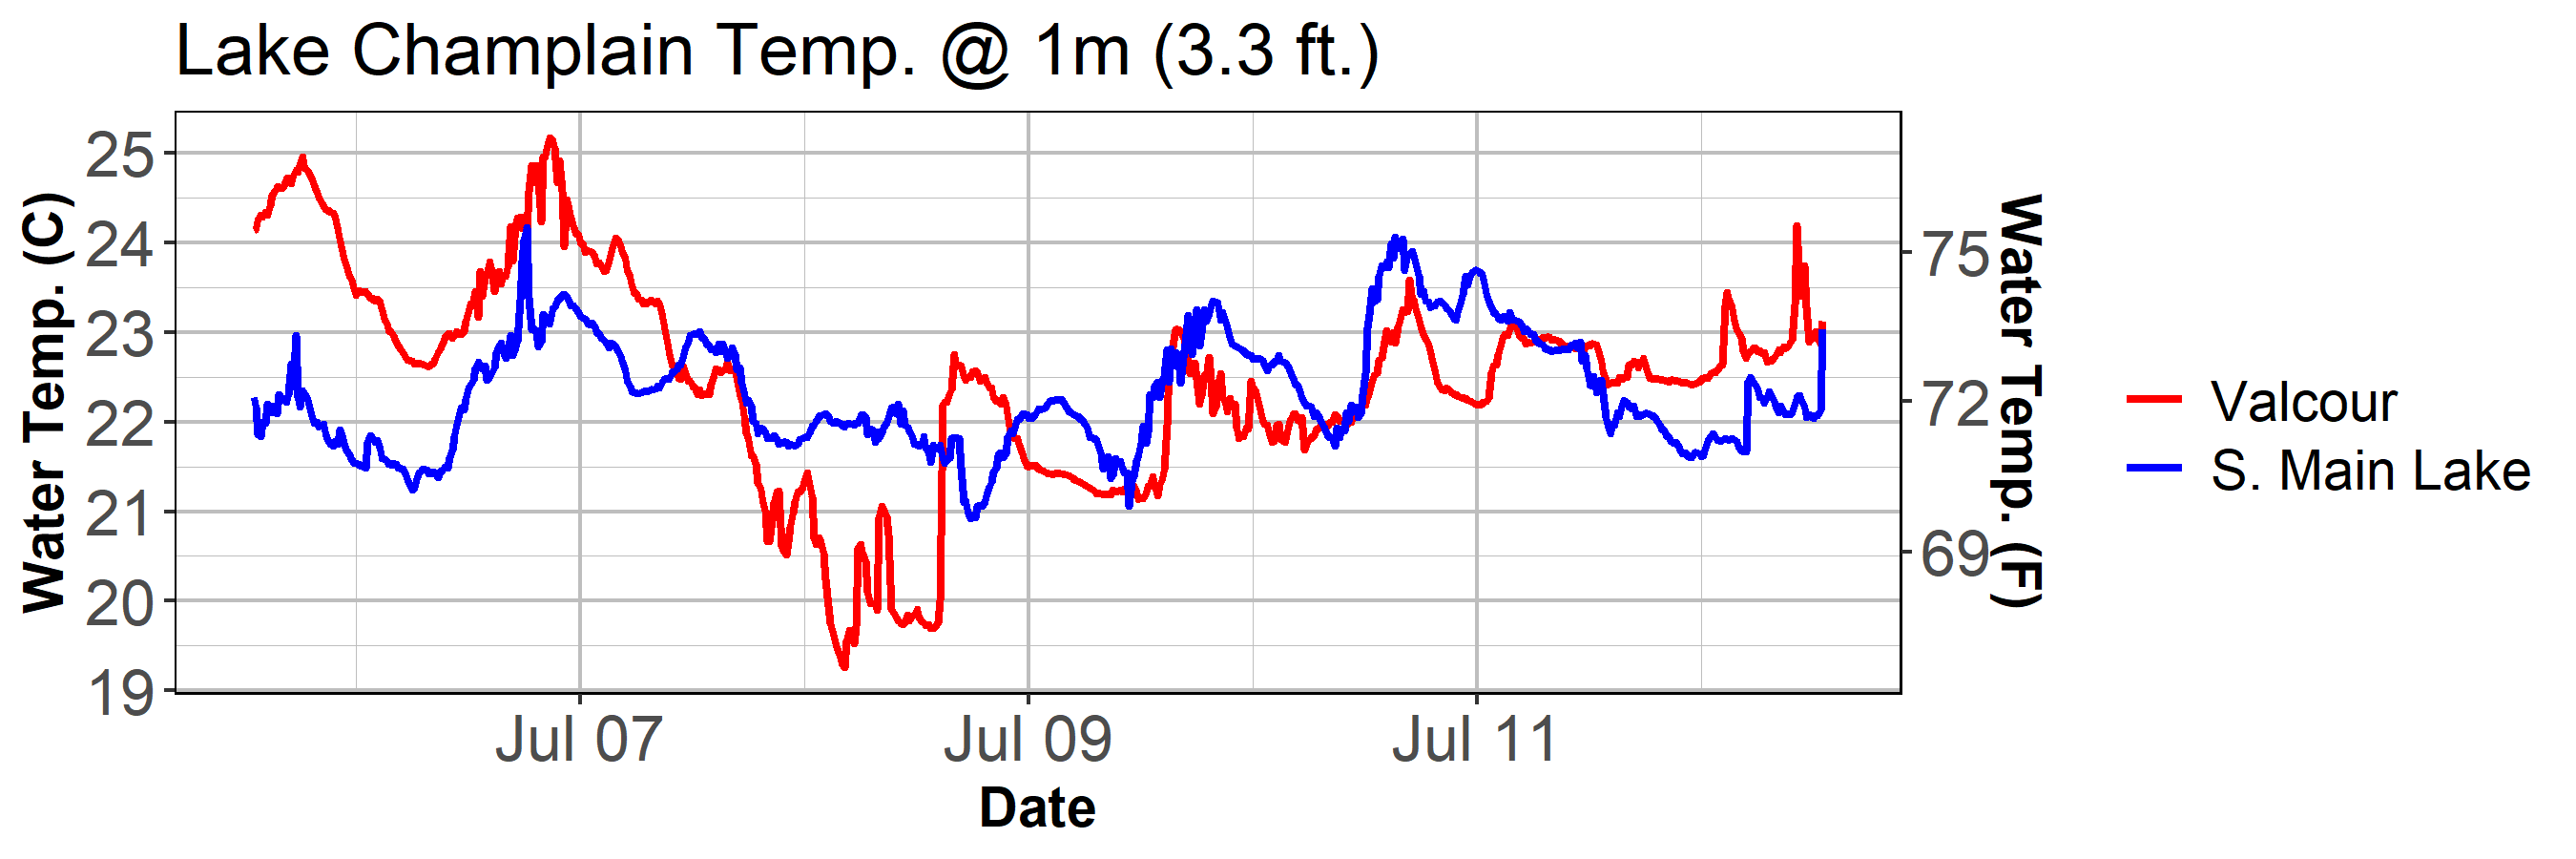 Lake Champlain Temp. @ 1m (3.3 ft.)
Water Temp. (C)
25
24
23
22
21
20
19
75
72
69
Water Temp. (F)
Jul 07
Jul 09
Jul 11
Date
Valcour
S. Main Lake